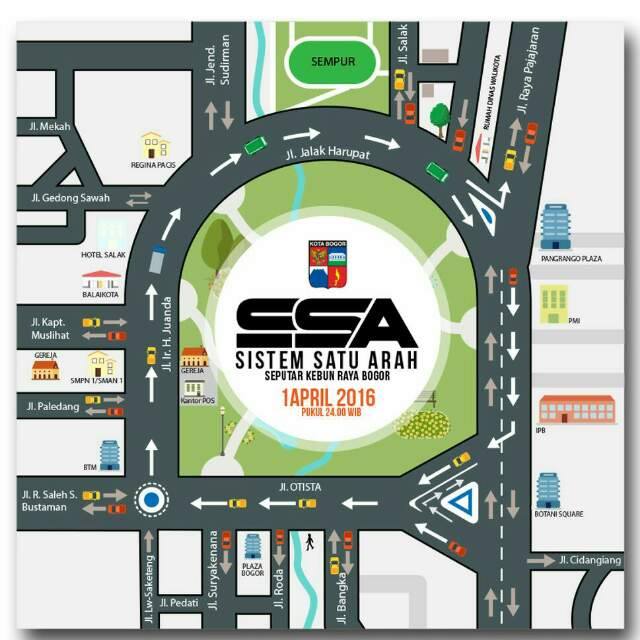 Jl. Jend.
Sudirman
SEMPUR
Jl. Salak
RUMAH DINAS WALIKOTA
Jl. Raya Pajajaran
Jl. Mekah
REGINA PACIS
Jl. Jalak Harupat
Jl. Gedong Sawah
HOTEL SALAK
BALAIKOTA
KOTA BOGOR
PANGRANGO PLAZA
SSA
SISTEM SATU ARAH
SEPUTAR KEBUN RAYA BOGOR
1 APRIL 2016
PUKUL 24.00 WIB
Jl. Kapt.
Muslihat
Jl. Ir. H. Juanda
PMI
GEREJA
SMPN 1/SMAN 1
GEREJA
Kantor POS
Jl. Paledang
IPB
BTM
Jl. R. Saleh S.
Bustaman
Jl. OTISTA
BOTANI SQUARE
Jl. Lw-Saketeng
Jl. Pedati
Jl. Suryakenana
PLAZA
BOGOR
Jl. Roda
Jl. Bangka
Jl. Cidangiang